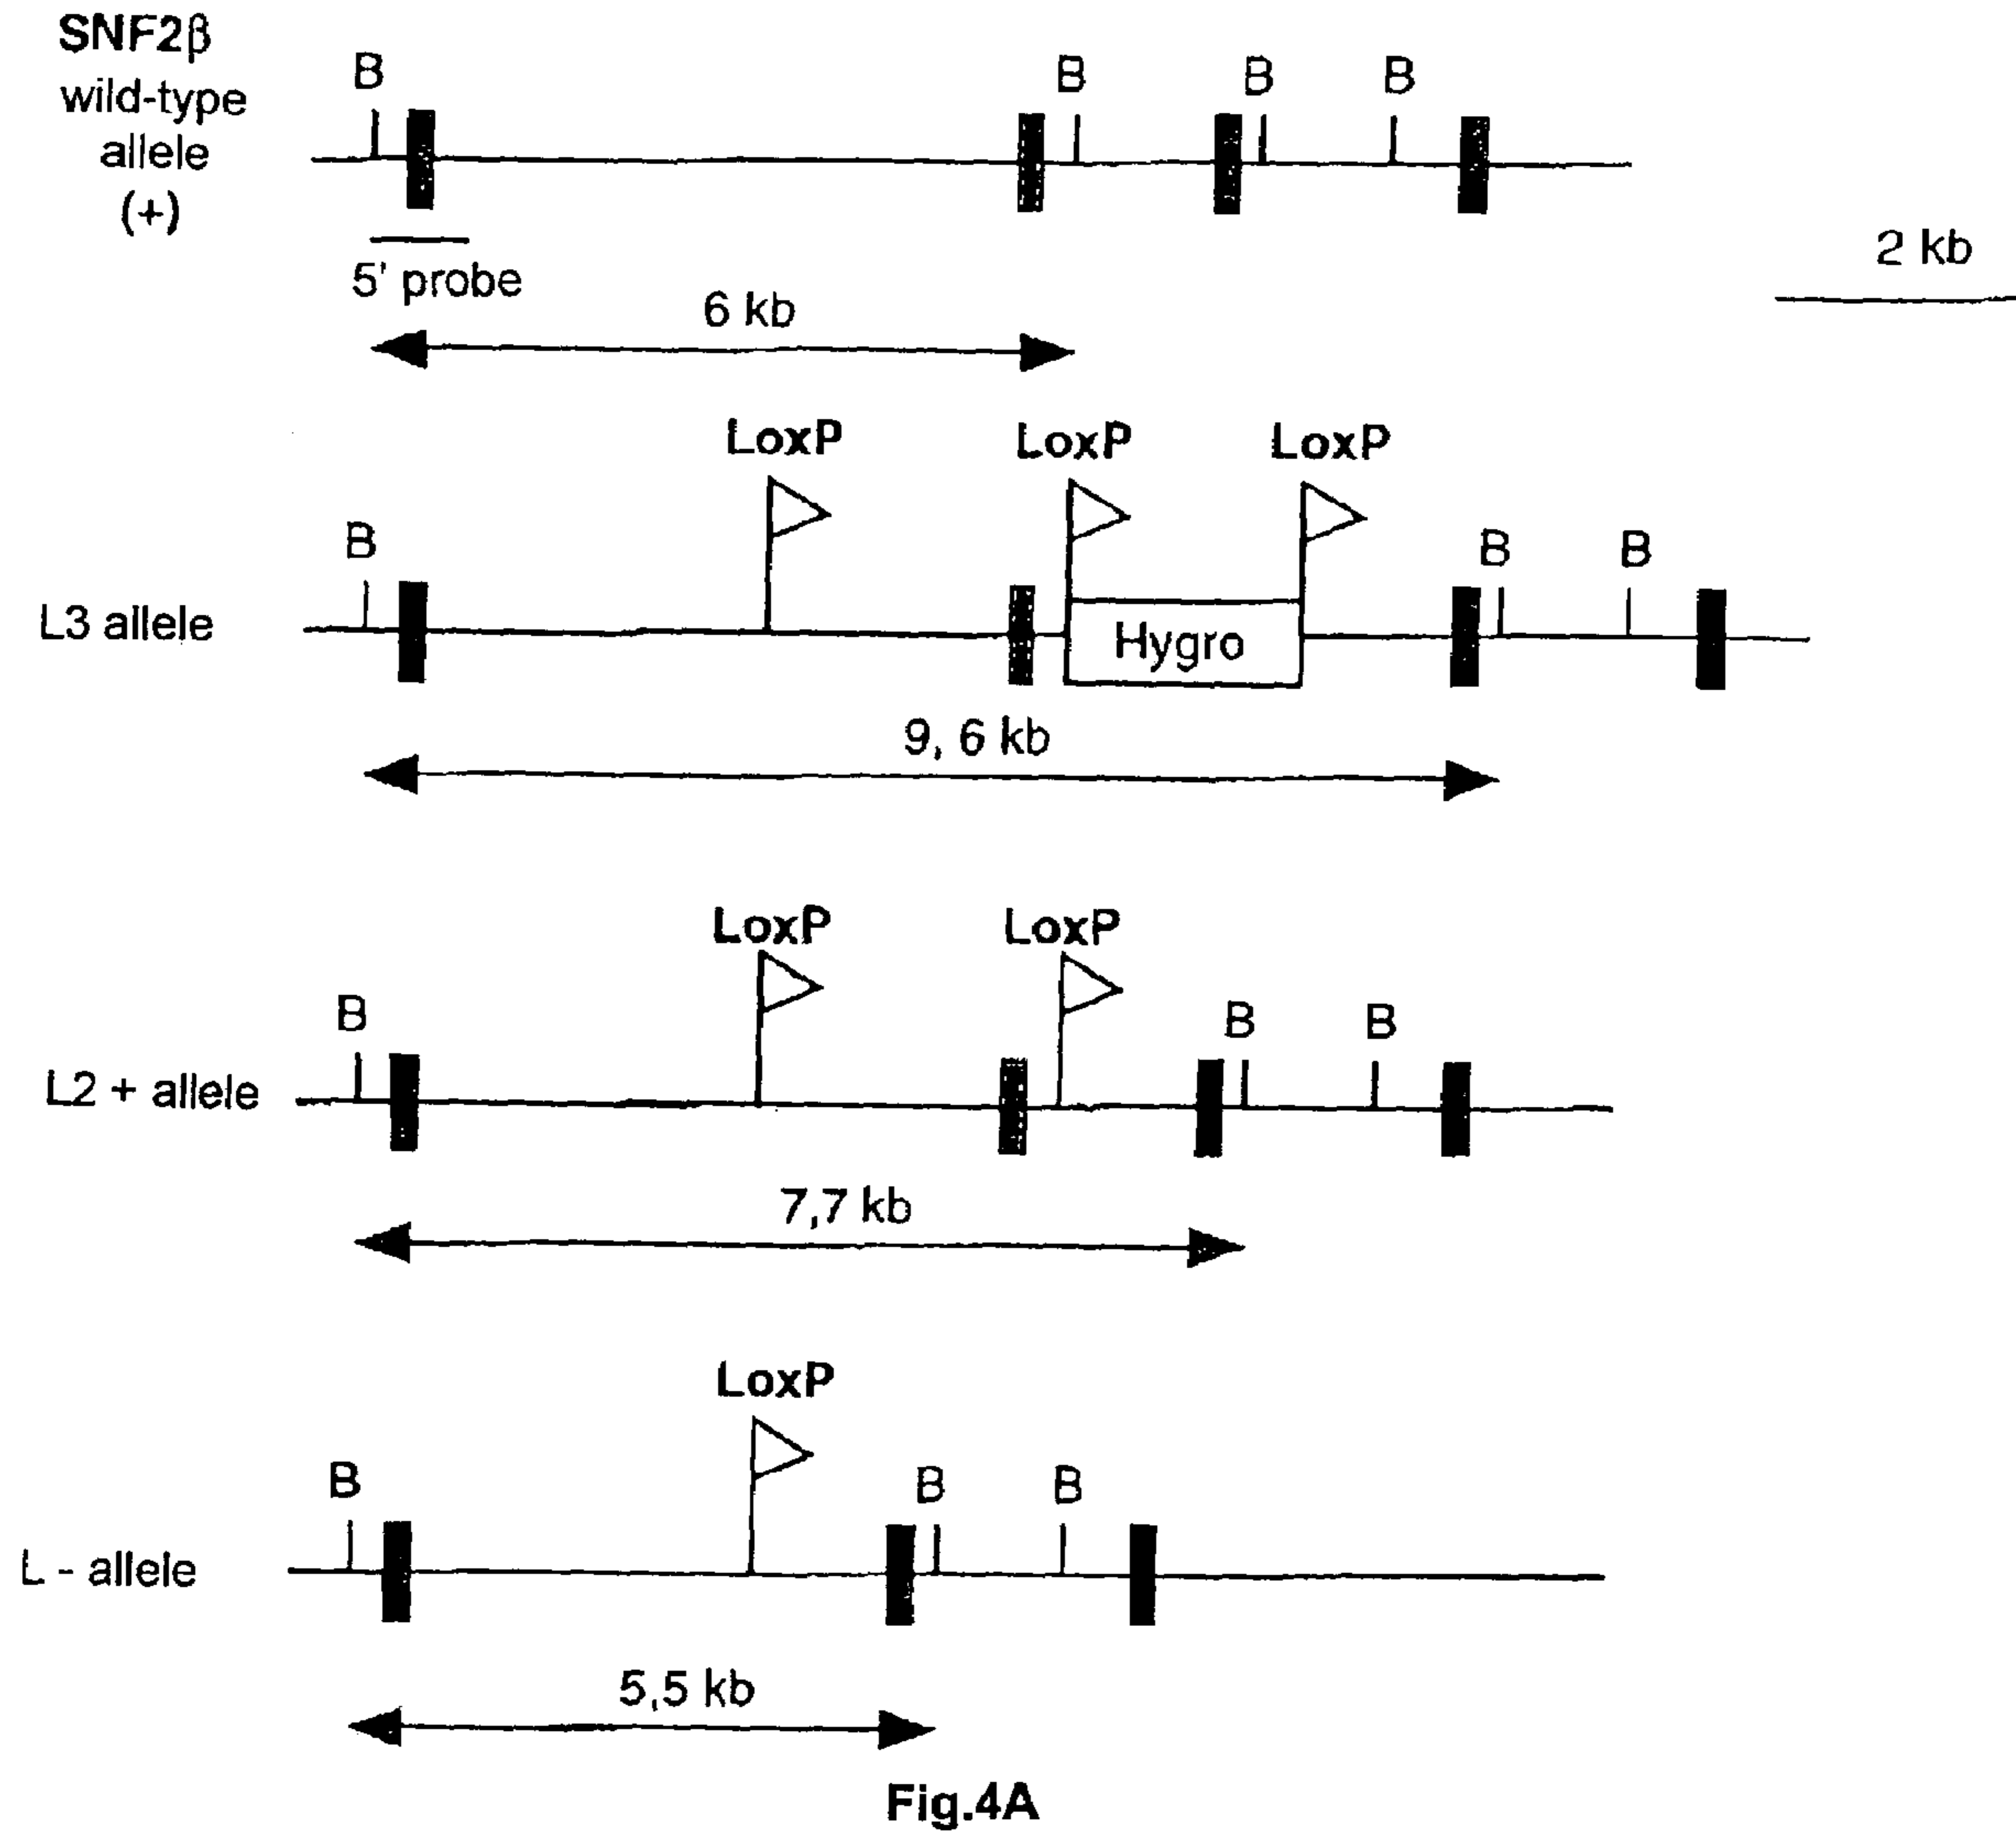 SNF2β
wild-type
allele
(+)
B
B
B
B
5' probe
2 kb
6 kb
LoxP
LoxP
LoxP
B
B
B
L3 allele
Hygro
9, 6 kb
LoxP
LoxP
B
B
B
L2 + allele
7,7 kb
LoxP
B
B
B
L - allele
5,5 kb
Fig.4A